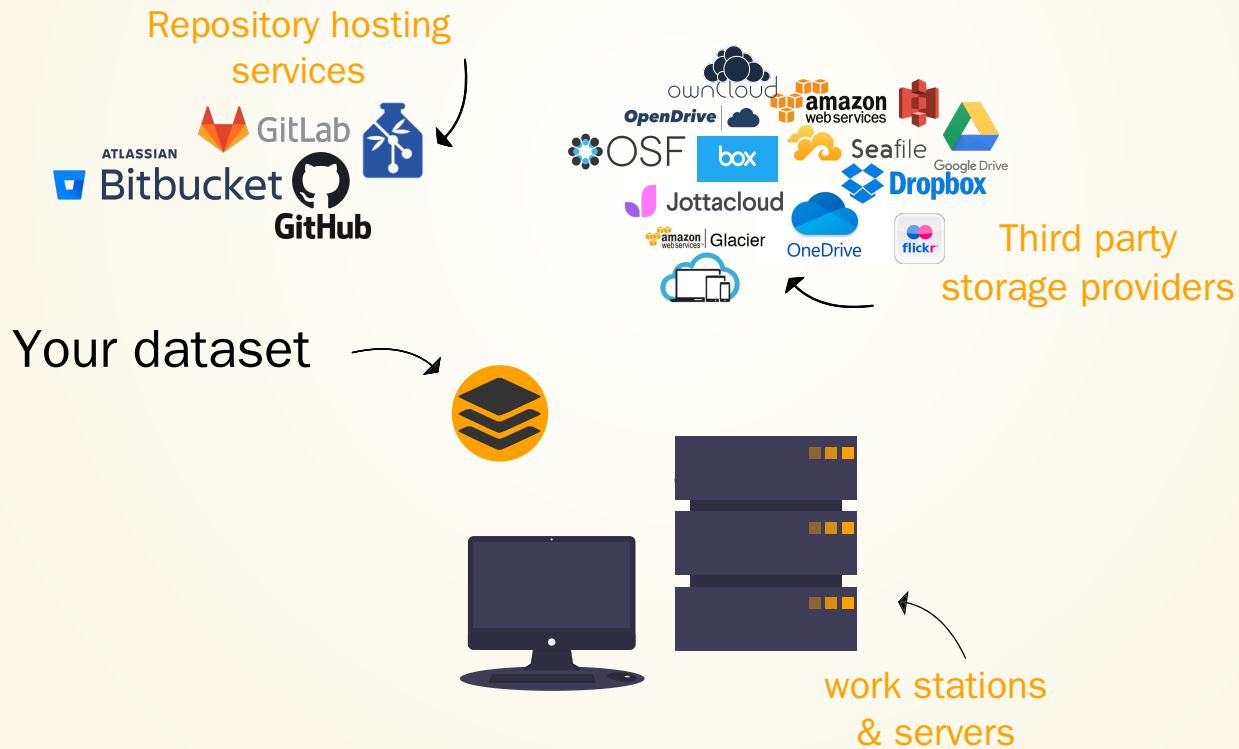 Repository hosting
services
GitLab
ATLASSIAN
Bitbucket
GitHub
ownCloud
OpenDrive
amazon
web services
OSF
box
Seafile
Google Drive
Dropbox
Jottacloud
amazon
web services™
Glacier
OneDrive
flickr
Third party
storage providers
Your dataset
work stations
& servers